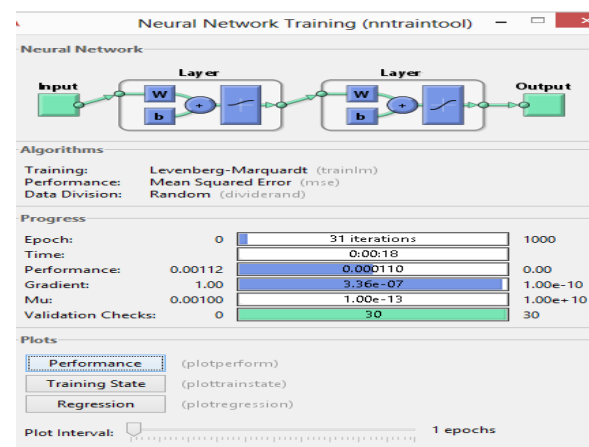 Neural Network Training (nntraintool)
Neural Network
Layer Layer
Input Output
W W
+ +
b b
Algorithms
Training: Levenberg-Marquardt (trainlm)
Performance: Mean Squared Error (mse)
Data Division: Random (dividerand)
Progress
Epoch: 0 31 iterations 1000
Time: 0:00:18
Performance: 0.00112 0.000110 0.00
Gradient: 1.00 3.36e-07 1.00e-10
Mu: 0.00100 1.00e-13 1.00e+10
Validation Checks: 0 30 30
Plots
Performance (plotperform)
Training State (plottrainstate)
Regression (plotregression)
Plot Interval: 1 epochs